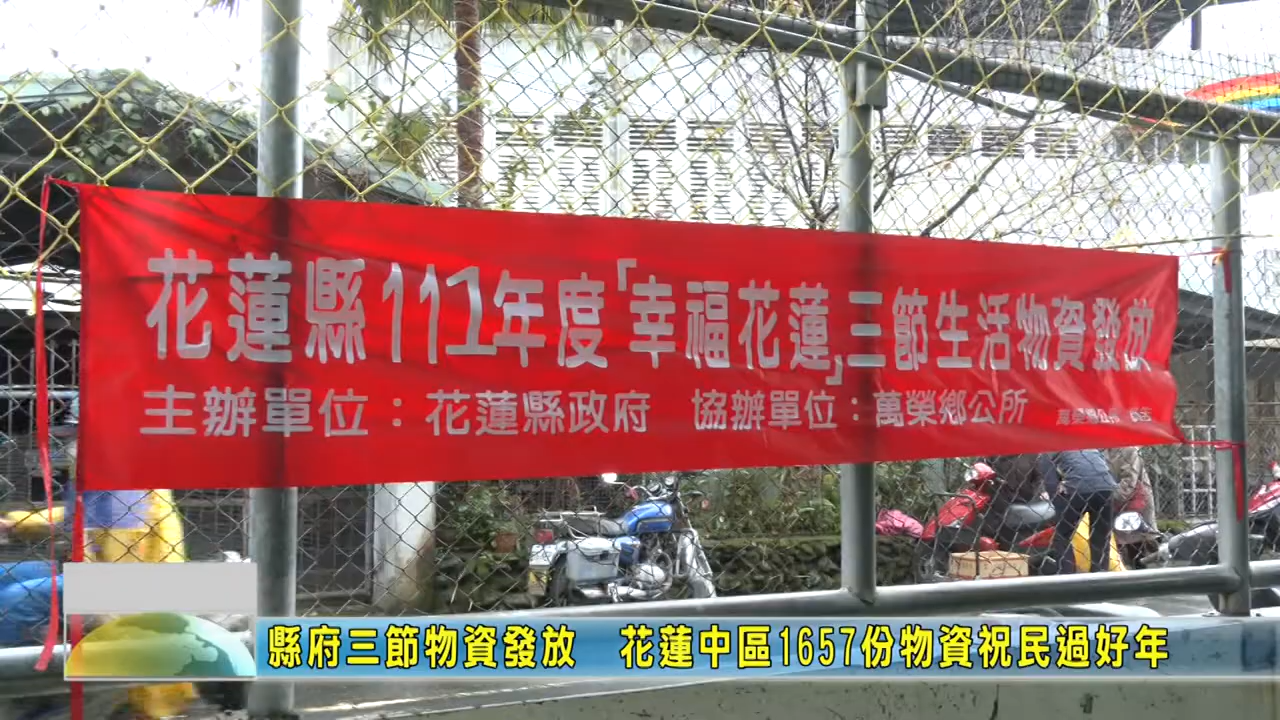 花蓮縣111年度「幸福花蓮」三節生活物資發放
主辦單位：花蓮縣政府　協辦單位：萬榮鄉公所
縣府三節物資發放　花蓮中區1657份物資祝民過好年